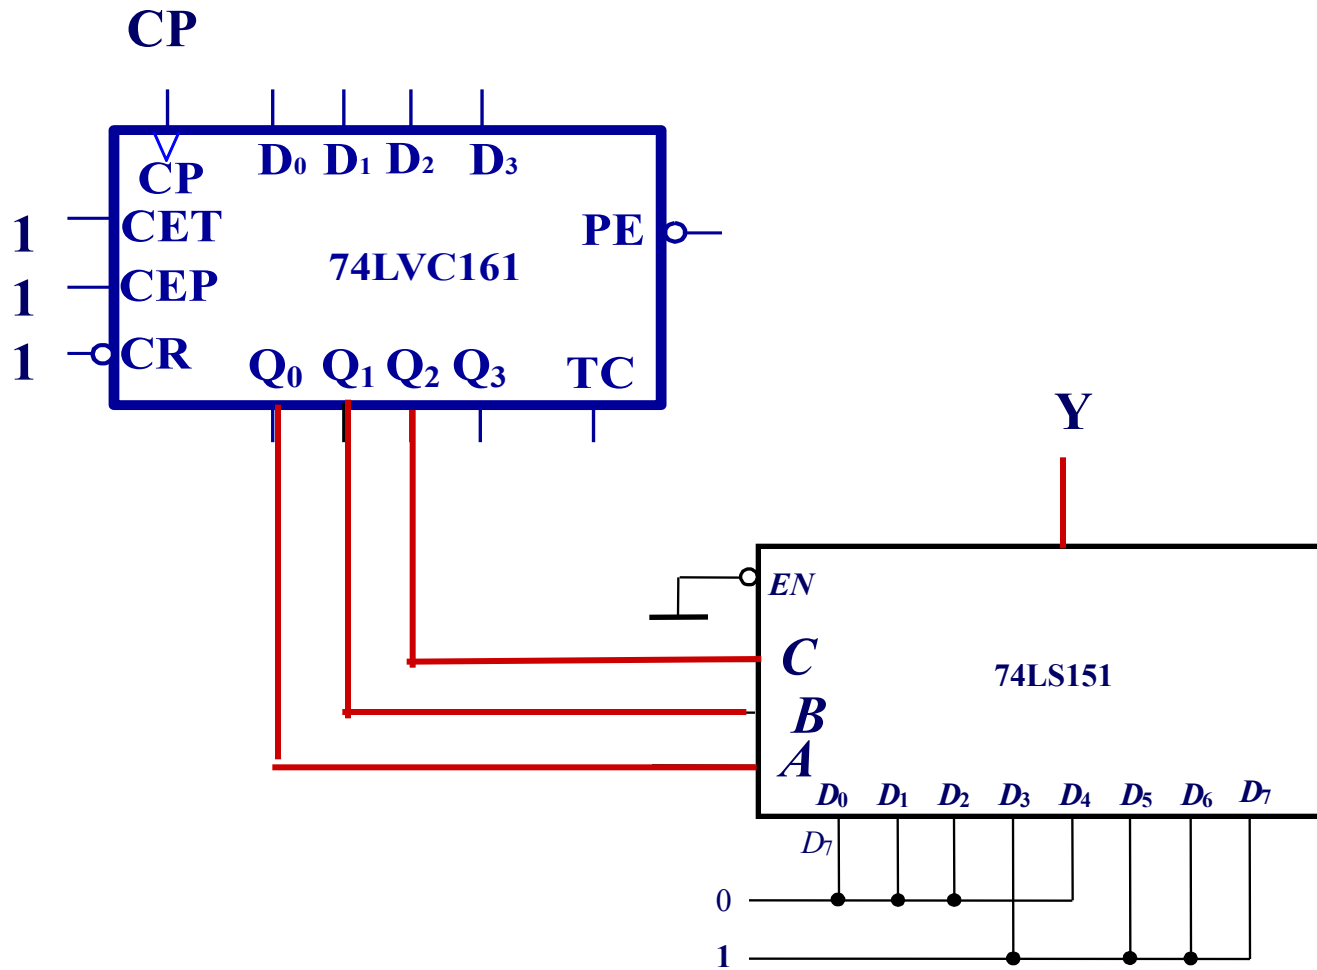 CP
D0 D1 D2 D3
CP
1 CET PE
74LVC161
1 CEP
1 CR
Q0 Q1 Q2 Q3 TC
Y
EN
C 74LS151
B
A
D0 D1 D2 D3 D4 D5 D6 D7
D7
0
1